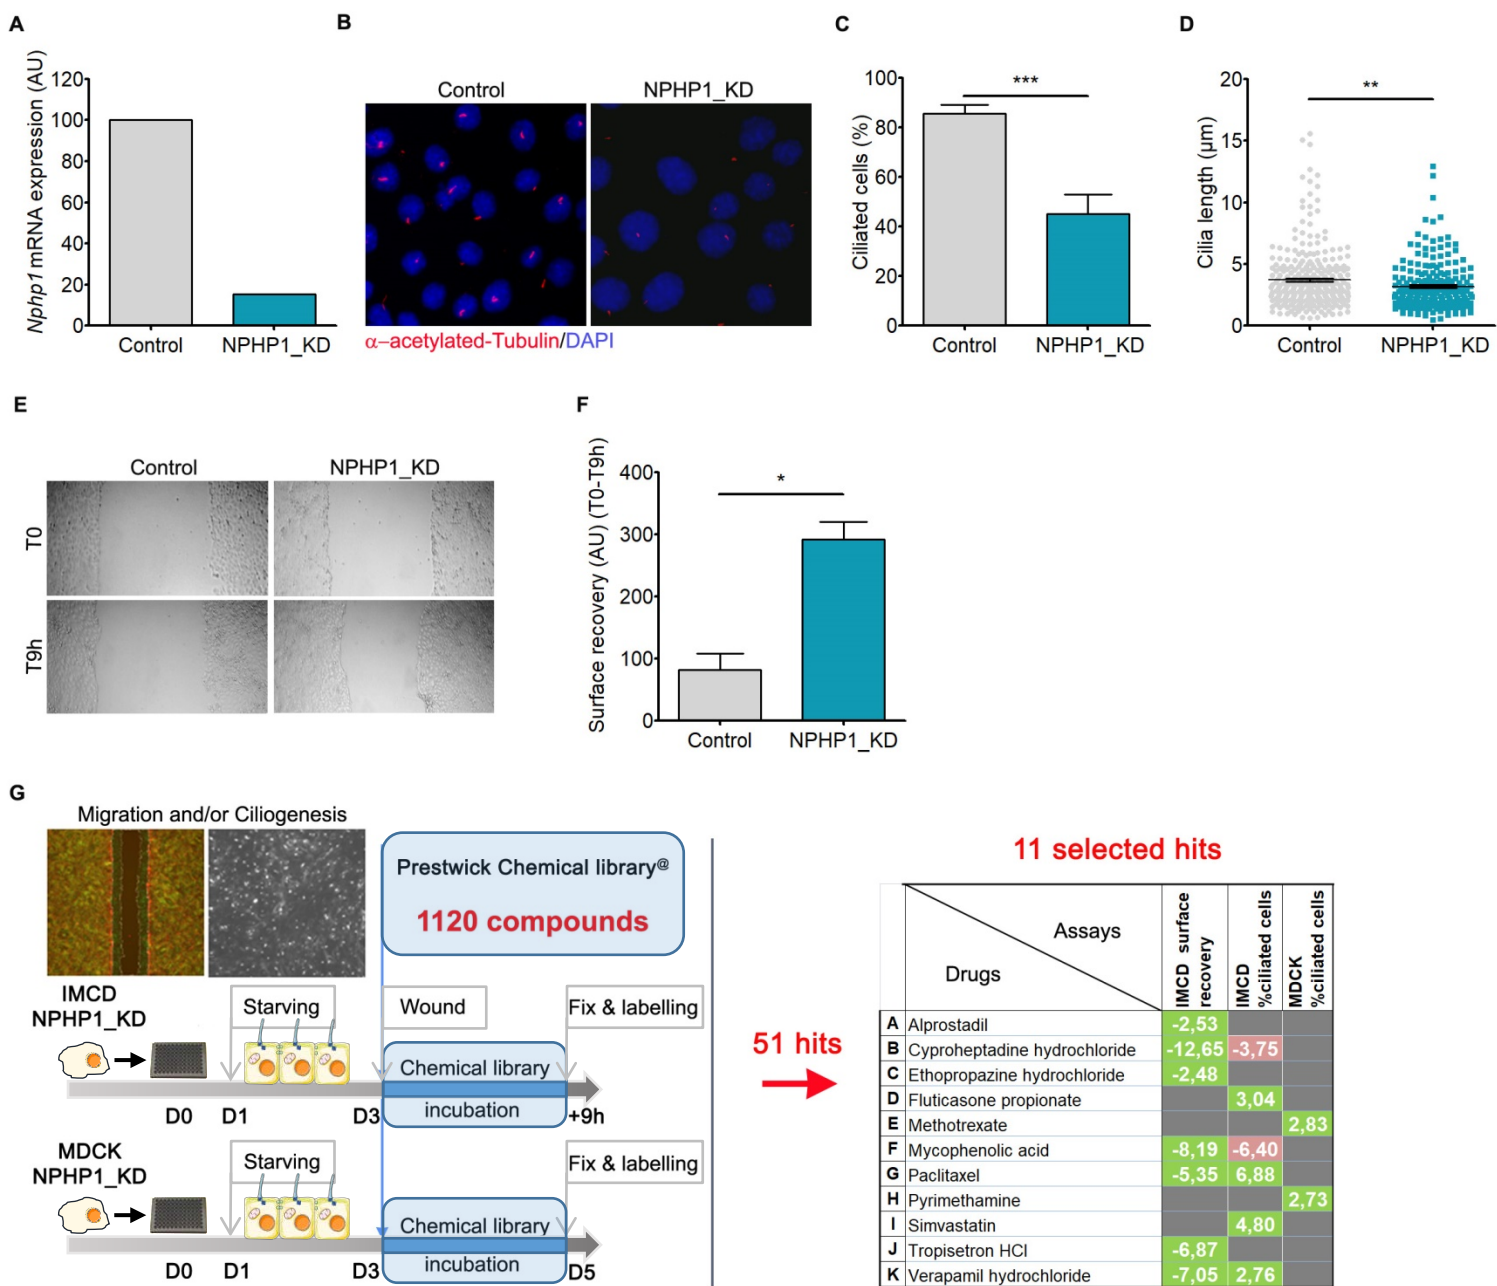 A
Nphp1 mRNA expression (AU)
120
100
80
60
40
20
0
Control
NPHP1_KD
B
Control
NPHP1_KD
α–acetylated-Tubulin/DAPI
C
Ciliated cells (%)
100
80
60
40
20
0
***
Control
NPHP1_KD
D
Cilia length (µm)
20
15
10
5
0
**
Control
NPHP1_KD
E
Control
NPHP1_KD
T0
T9h
F
Surface recovery (AU) (T0-T9h)
400
300
200
100
0
*
Control
NPHP1_KD
G
Migration and/or Ciliogenesis
Prestwick Chemical library@
1120 compounds
IMCD
NPHP1_KD
Starving
Wound
Fix & labelling
Chemical library
incubation
D0
D1
D3
+9h
MDCK
NPHP1_KD
Starving
Fix & labelling
Chemical library
incubation
D0
D1
D3
D5
51 hits
11 selected hits
Assays
Drugs
IMCD surface
recovery
IMCD
%ciliated cells
MDCK
%ciliated cells
A Alprostadil -2,53
B Cyproheptadine hydrochloride -12,65 -3,75
C Ethopropazine hydrochloride -2,48
D Fluticasone propionate 3,04
E Methotrexate 2,83
F Mycophenolic acid -8,19 -6,40
G Paclitaxel -5,35 6,88
H Pyrimethamine 2,73
I Simvastatin 4,80
J Tropisetron HCl -6,87
K Verapamil hydrochloride -7,05 2,76